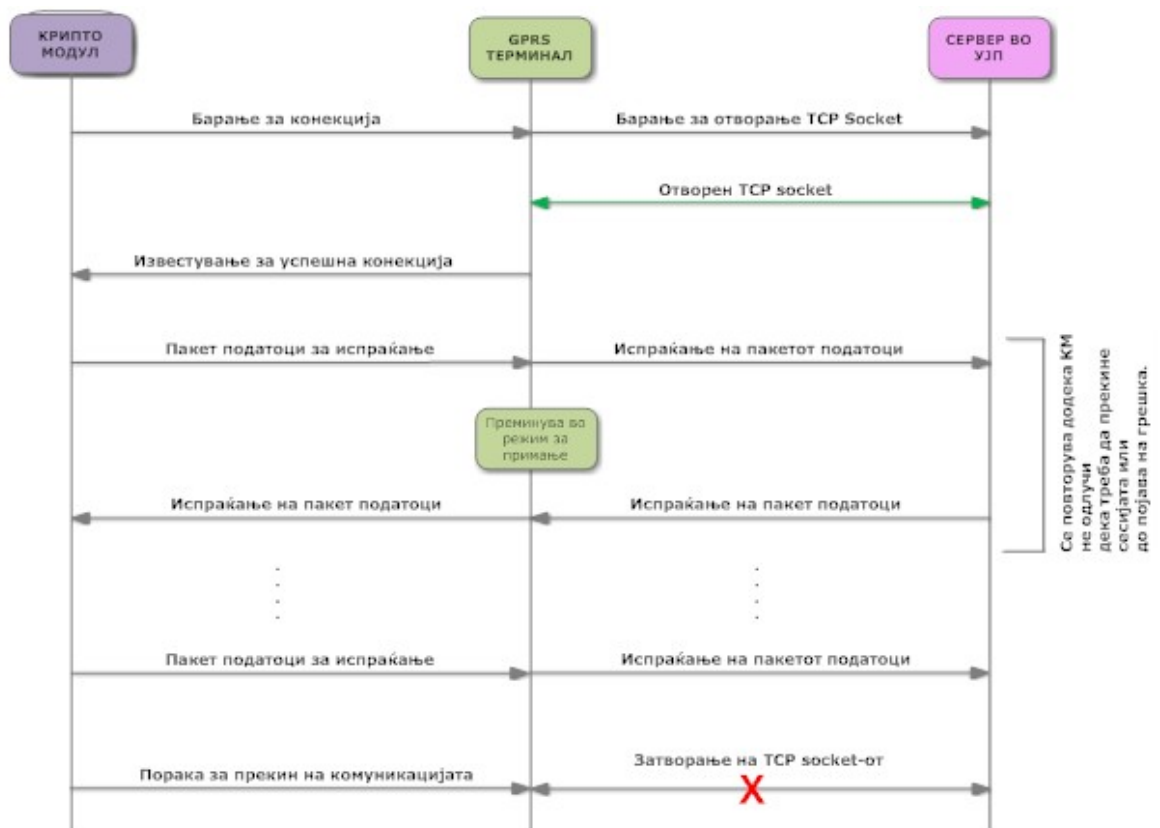 КРИПТО
МОДУЛ
GPRS
ТЕРМИНАЛ
СЕРВЕР ВО
УЈП
Барање за конекција
Барање за отворање TCP Socket
Отворен TCP socket
Известување за успешна конекција
Пакет податоци за испраќање
Испраќање на пакетот податоци
Преминува во
режим за
примање
Се повторува додека КМ
не одлучи
дека треба да прекине
сесијата или
до појава на грешка.
Испраќање на пакет податоци
Испраќање на пакет податоци
Пакет податоци за испраќање
Испраќање на пакетот податоци
Порака за прекин на комуникацијата
Затворање на TCP socket-от
X